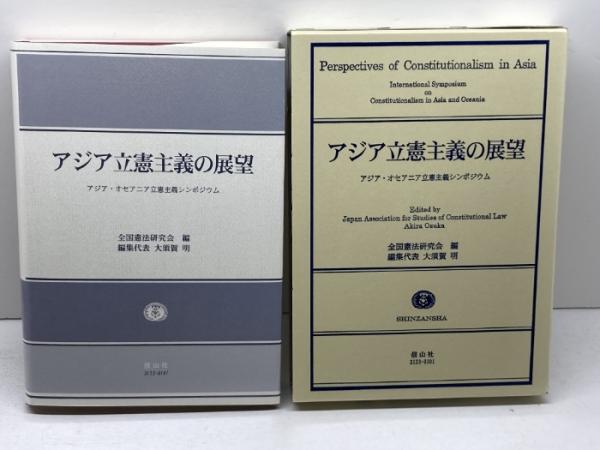 アジア立憲主義の展望
アジア・オセアニア立憲主義シンポジウム
全国憲法研究会 編
編集代表 大須賀 明
信山社
3123-0101
Perspectives of Constitutionalism in Asia
International Symposium
on
Constitutionalism in Asia and Oceania
アジア立憲主義の展望
アジア・オセアニア立憲主義シンポジウム
Edited by
Japan Association for Studies of Constitutional Law
Akira Osuka
全国憲法研究会 編
編集代表 大須賀 明
SHINZANSHA
信山社
3123-0101